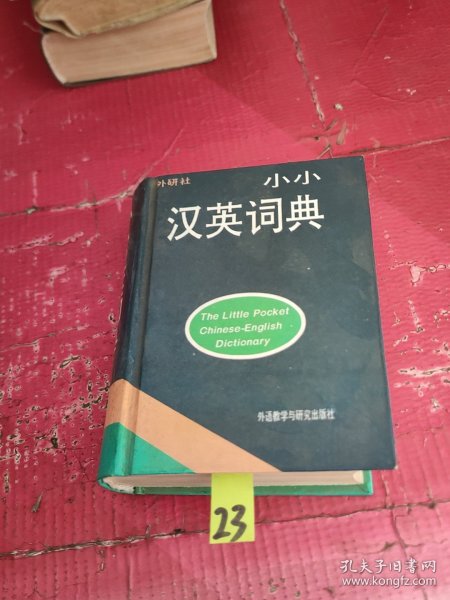 外研社
小小
汉英词典
The Little Pocket
Chinese-English
Dictionary
外语教学与研究出版社
23
孔夫子旧书网
www.kongfz.com